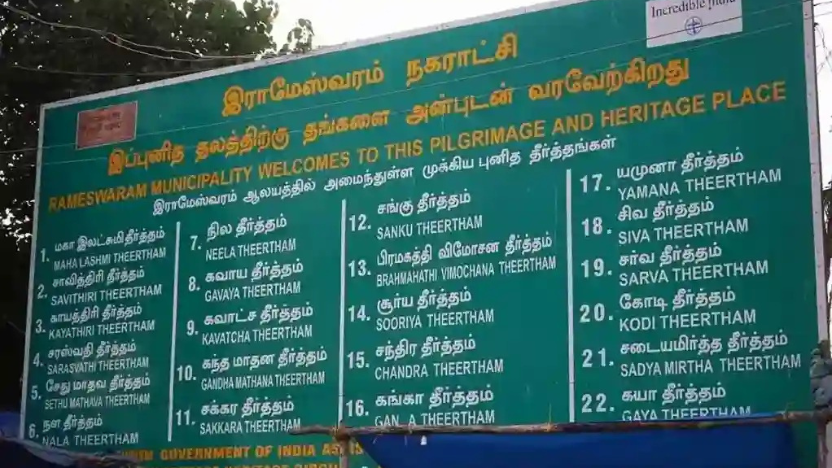 Incredible India
இராமேஸ்வரம் நகராட்சி
இப்புனித தலத்திற்கு தங்களை அன்புடன் வரவேற்கிறது
RAMESWARAM MUNICIPALITY WELCOMES TO THIS PILGRIMAGE AND HERITAGE PLACE
இராமேஸ்வரம் ஆலயத்தில் அமைந்துள்ள முக்கிய புனித தீர்த்தங்கள்
1. மகா இலட்சுமி தீர்த்தம்
MAHA LASHMI THEERTHAM
2. சாவித்திரி தீர்த்தம்
SAVITHIRI THEERTHAM
3. காயத்திரி தீர்த்தம்
KAYATHIRI THEERTHAM
4. சரஸ்வதி தீர்த்தம்
SARASVATHI THEERTHAM
5. சேது மாதவ தீர்த்தம்
SETHU MATHAVA THEERTHAM
6. நள தீர்த்தம்
NALA THEERTHAM
7. நில தீர்த்தம்
NEELA THEERTHAM
8. கவாய தீர்த்தம்
GAVAYA THEERTHAM
9. கவாட்ச தீர்த்தம்
KAVATCHA THEERTHAM
10. கந்த மாதன தீர்த்தம்
GANDHA MATHANA THEERTHAM
11. சக்கர தீர்த்தம்
SAKKARA THEERTHAM
12. சங்கு தீர்த்தம்
SANKU THEERTHAM
13. பிரமகத்தி விமோசன தீர்த்தம்
BRAHMAHATHI VIMOCHANA THEERTHAM
14. சூர்ய தீர்த்தம்
SOORIYA THEERTHAM
15. சந்திர தீர்த்தம்
CHANDRA THEERTHAM
16. கங்கா தீர்த்தம்
GAN A THEERTHAM
17. யமுனா தீர்த்தம்
YAMANA THEERTHAM
18. சிவ தீர்த்தம்
SIVA THEERTHAM
19. சர்வ தீர்த்தம்
SARVA THEERTHAM
20. கோடி தீர்த்தம்
KODI THEERTHAM
21. சடையமிர்த்த தீர்த்தம்
SADYA MIRTHA THEERTHAM
22. கயா தீர்த்தம்
GAYA THEERTHAM
GOVERNMENT OF INDIA